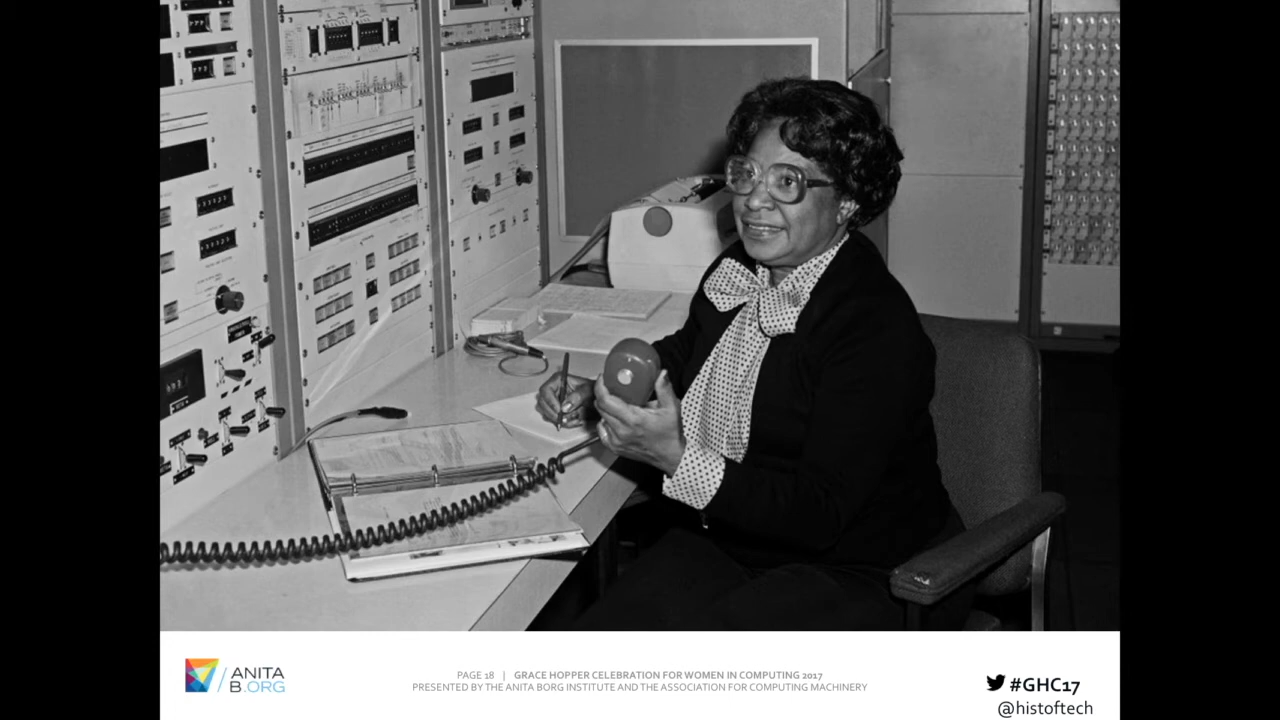 ANITA
B.ORG
PAGE 18 | GRACE HOPPER CELEBRATION FOR WOMEN IN COMPUTING 2017
PRESENTED BY THE ANITA BORG INSTITUTE AND THE ASSOCIATION FOR COMPUTING MACHINERY
#GHC17
@histoftech